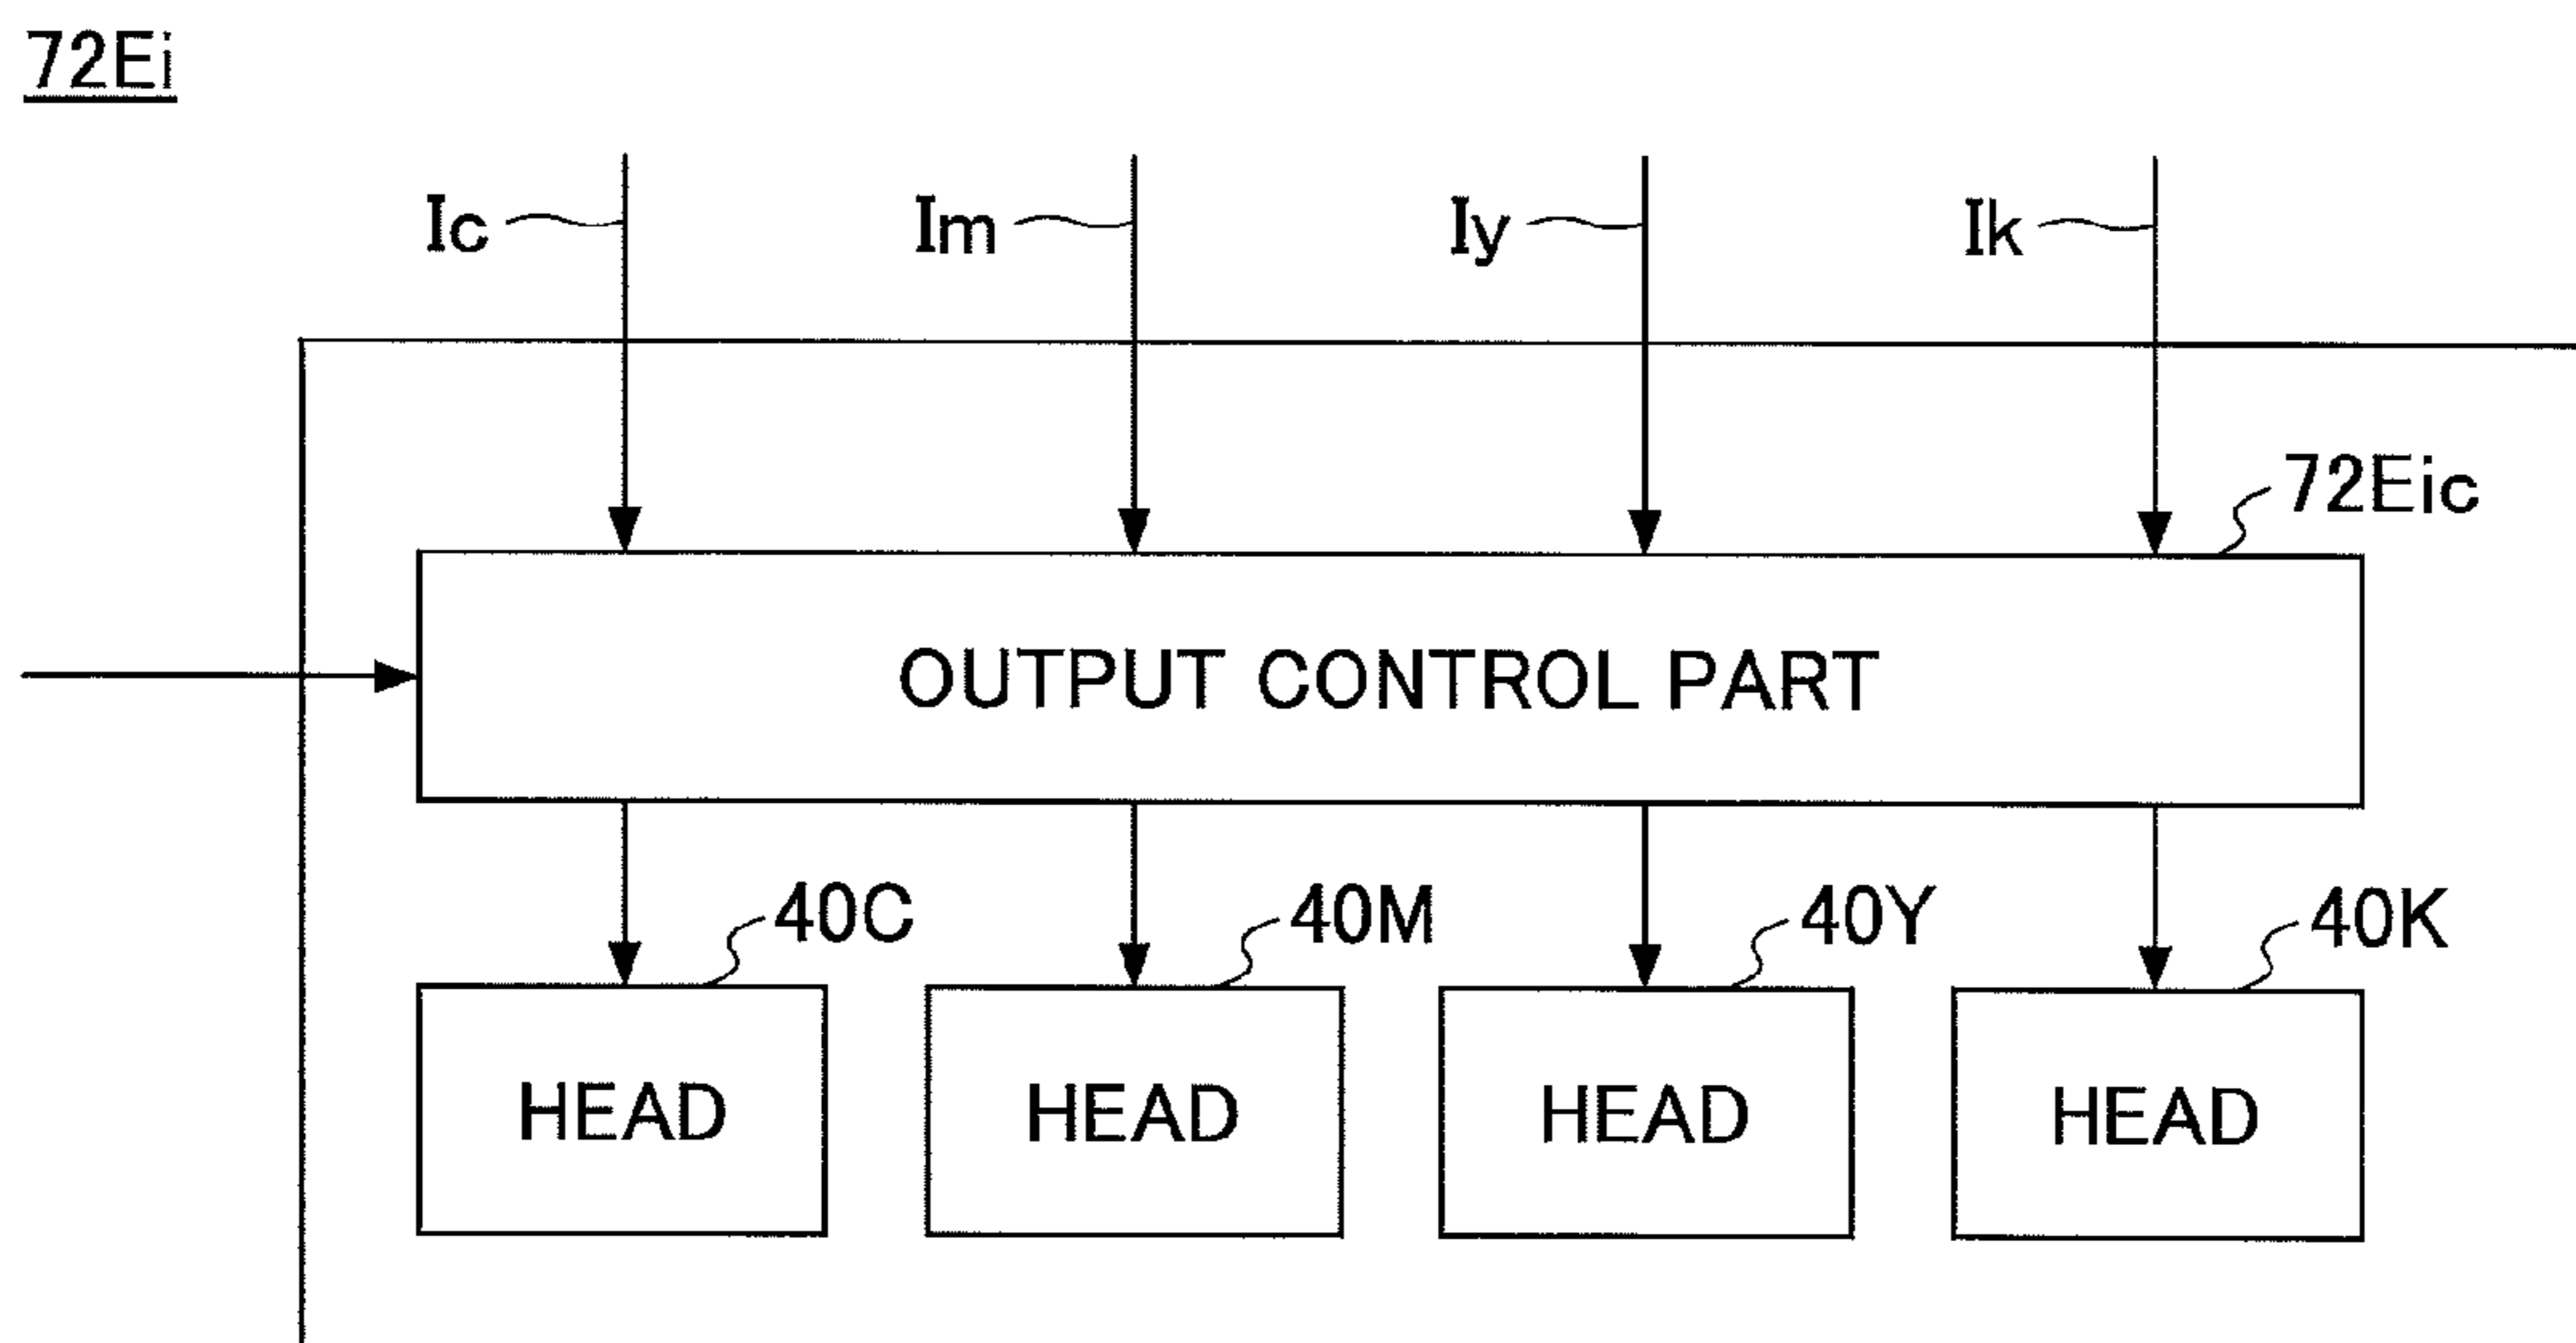 72Ei
Ic
Im
Iy
Ik
72Eic
OUTPUT CONTROL PART
40C
40M
40Y
40K
HEAD
HEAD
HEAD
HEAD